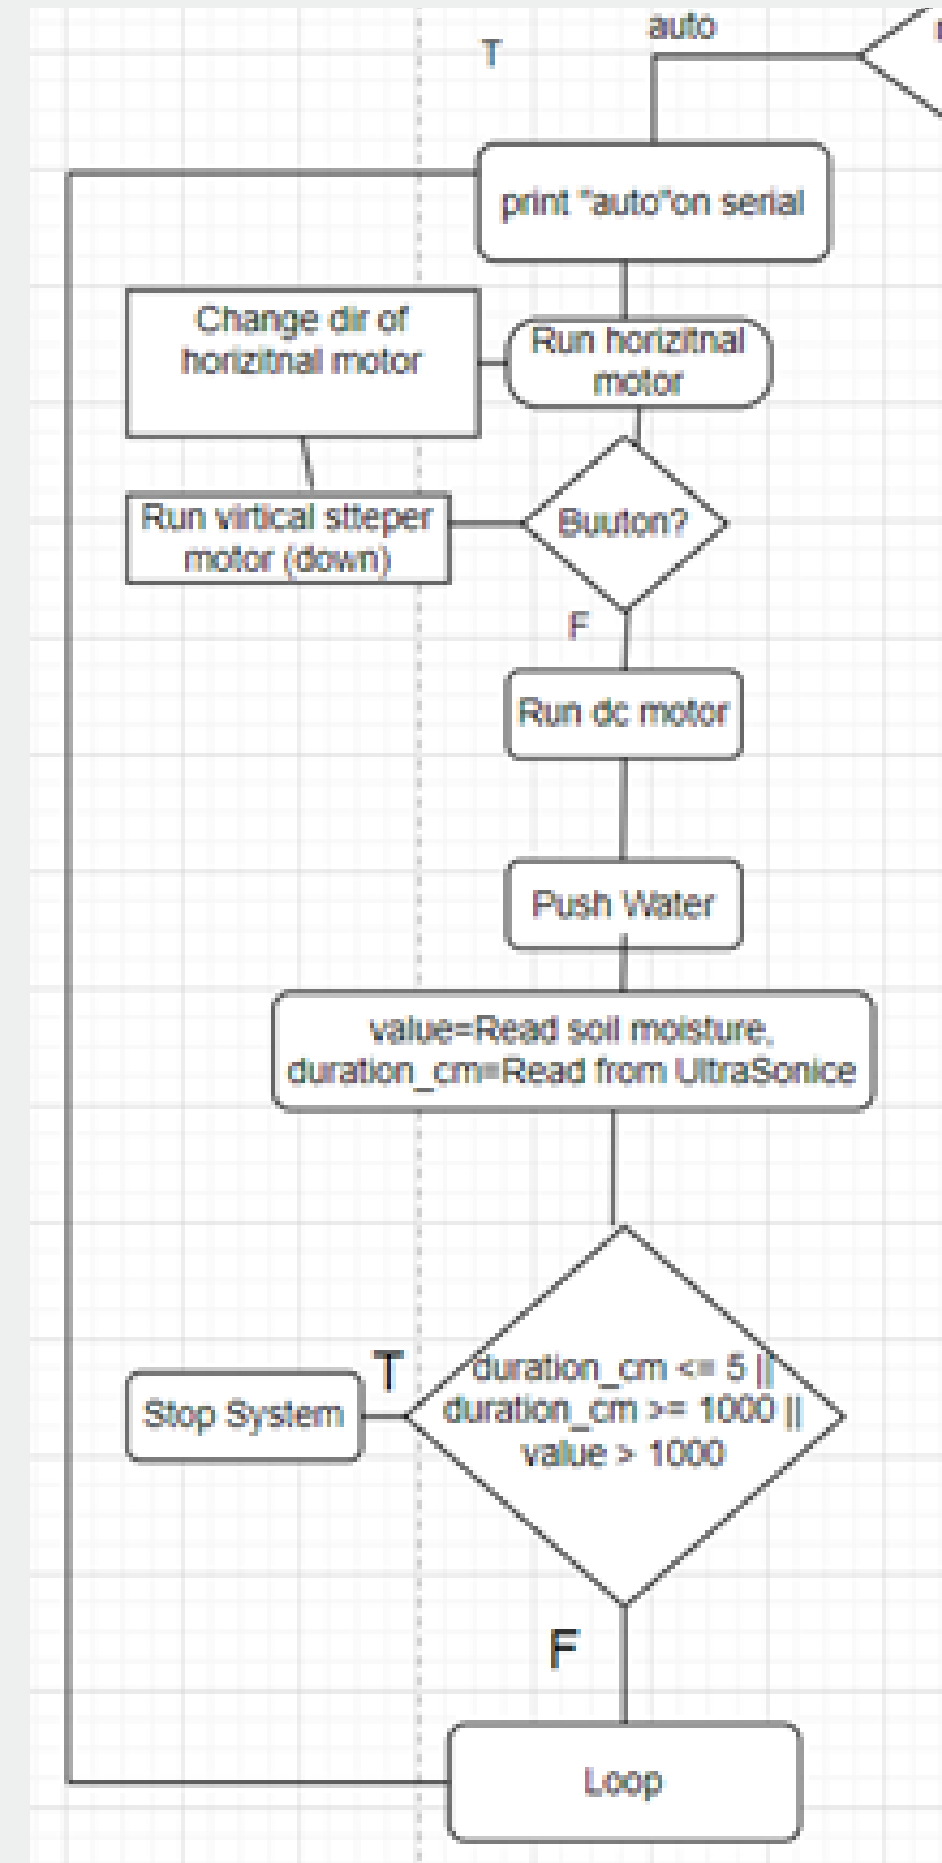 auto
T
print "auto"on serial
Change dir of
horizitnal motor
Run horizitnal
motor
Run virtical stteper
motor (down)
Buuton?
F
Run dc motor
Push Water
value=Read soil moisture,
duration_cm=Read from UltraSonice
T
duration_cm <= 5 ||
duration_cm >= 1000 ||
value > 1000
Stop System
F
Loop